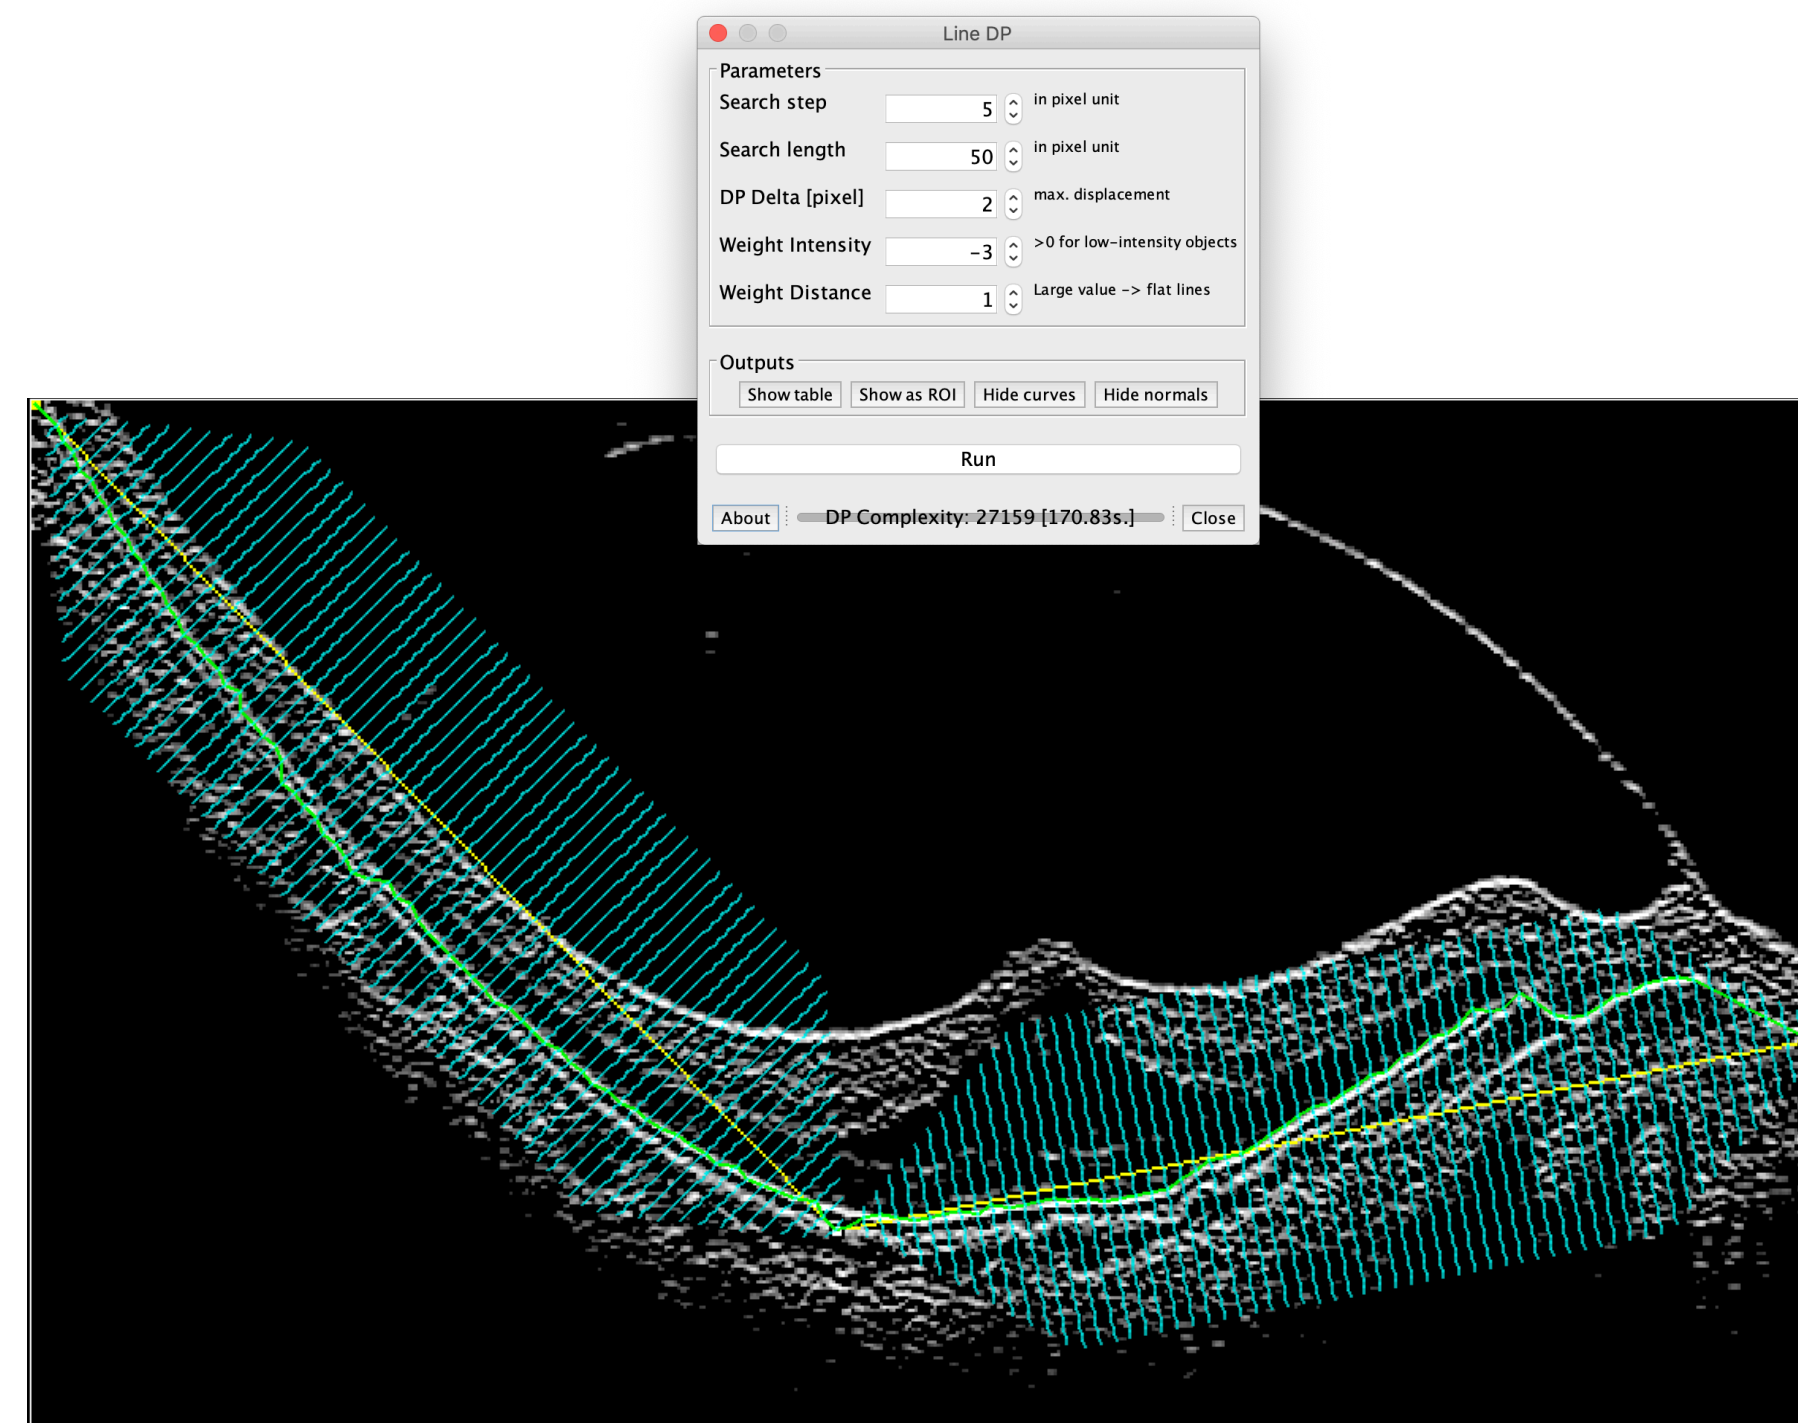 Line DP
Parameters
Search step 5 in pixel unit
Search length 50 in pixel unit
DP Delta [pixel] 2 max. displacement
Weight Intensity -3 >0 for low-intensity objects
Weight Distance 1 Large value -> flat lines
Outputs
Show table Show as ROI Hide curves Hide normals
Run
About DP Complexity: 27159 [170.83s.] Close